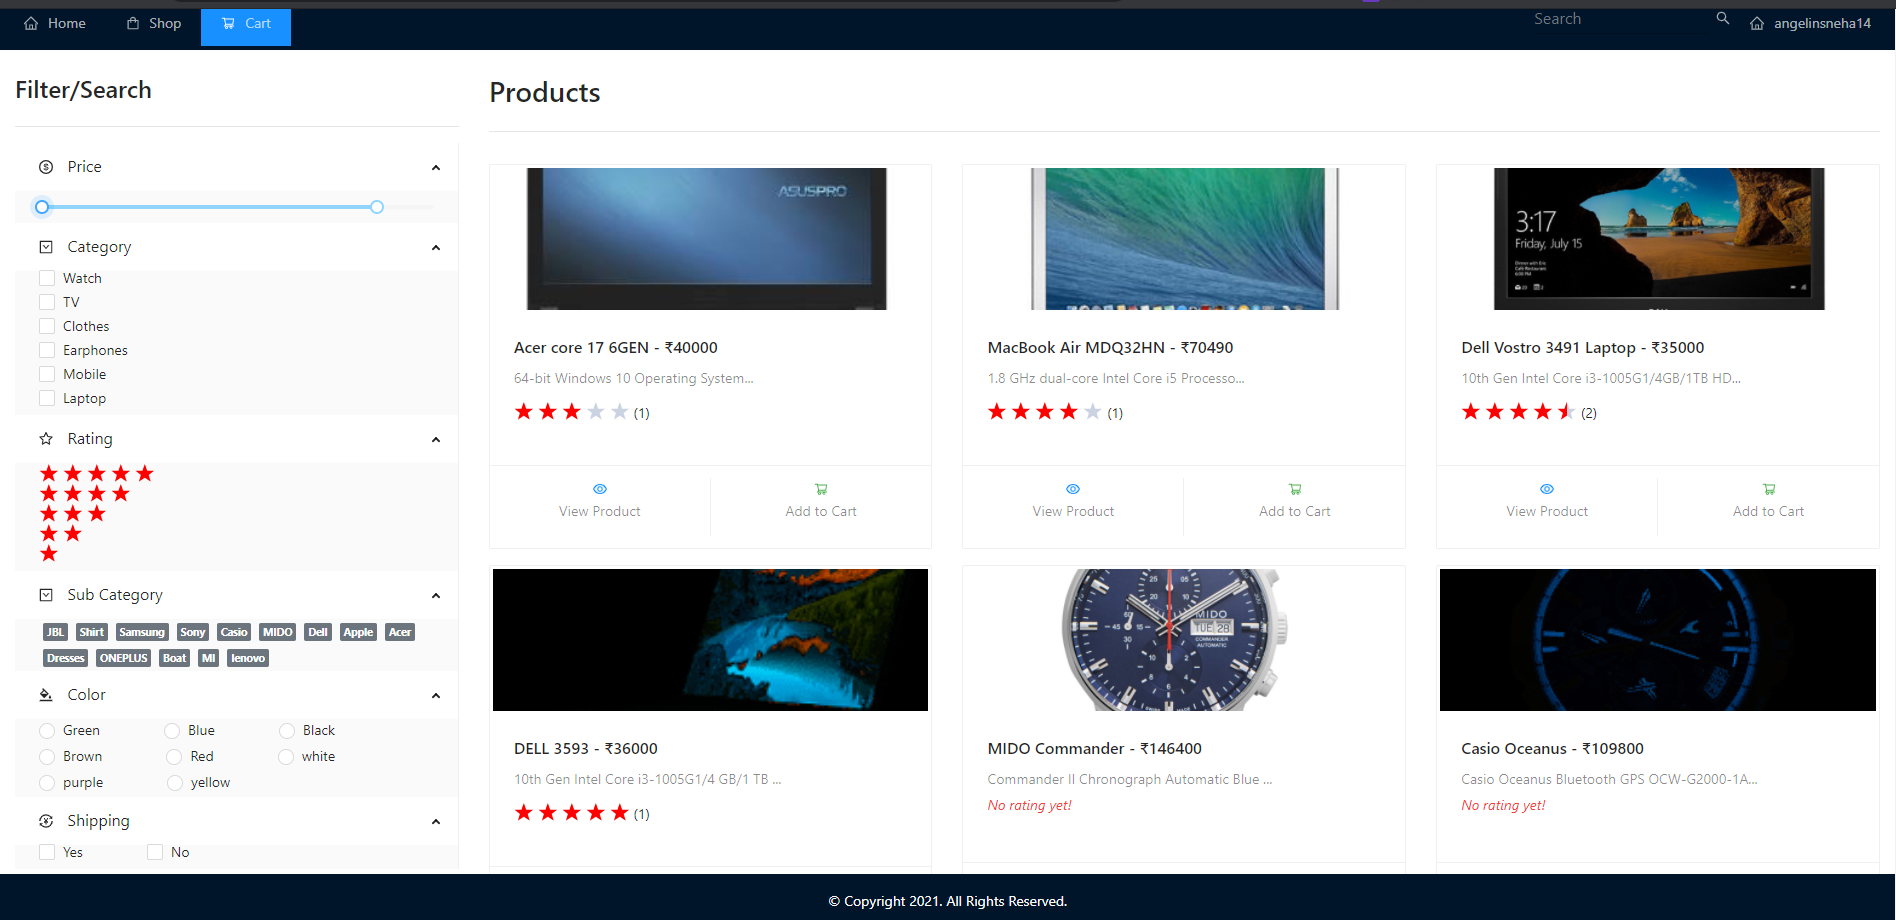 Home Shop Cart Search angelinsneha14
Filter/Search
Price
Category
Watch
TV
Clothes
Earphones
Mobile
Laptop
Rating
Sub Category
JBL Shirt Samsung Sony Casio MIDO Dell Apple Acer
Dresses ONEPLUS Boat MI lenovo
Color
Green Blue Black
Brown Red white
purple yellow
Shipping
Yes No
Products
ASUSPRO
Acer core 17 6GEN - ₹40000
64-bit Windows 10 Operating System...
(1)
View Product Add to Cart
MacBook Air MDQ32HN - ₹70490
1.8 GHz dual-core Intel Core i5 Processo...
(1)
View Product Add to Cart
3:17
Friday, July 15
Dell Vostro 3491 Laptop - ₹35000
10th Gen Intel Core i3-1005G1/4GB/1TB HD...
(2)
View Product Add to Cart
DELL 3593 - ₹36000
10th Gen Intel Core i3-1005G1/4 GB/1 TB ...
(1)
MIDO
TUE 28
COMMANDER
AUTOMATIC
MIDO Commander - ₹146400
Commander II Chronograph Automatic Blue ...
No rating yet!
Casio Oceanus - ₹109800
Casio Oceanus Bluetooth GPS OCW-G2000-1A...
No rating yet!
© Copyright 2021. All Rights Reserved.